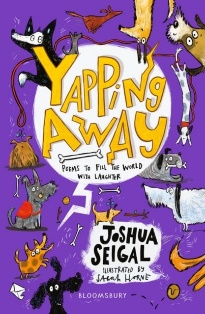 YAPPING
AWAY
POEMS TO FILL THE WORLD
WITH LAUGHTER
JOSHUA
SEIGAL
ILLUSTRATED BY
Sarah Horne
BLOOMSBURY